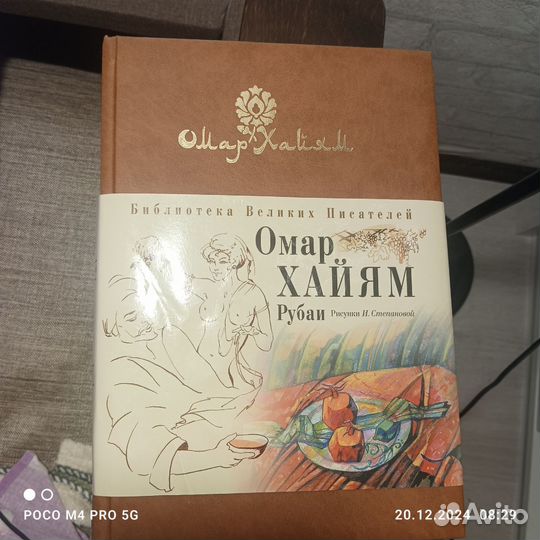 Омар Хайям
Библиотека Великих Писателей
Омар
ХАЙЯМ
Рубаи Рисунки И. Степановой
POCO M4 PRO 5G
20.12.2024 08:29
Avito